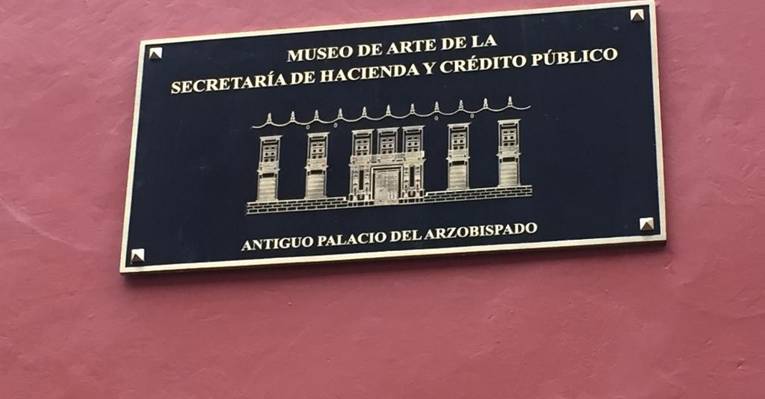 MUSEO DE ARTE DE LA
SECRETARÍA DE HACIENDA Y CRÉDITO PÚBLICO
ANTIGUO PALACIO DEL ARZOBISPADO